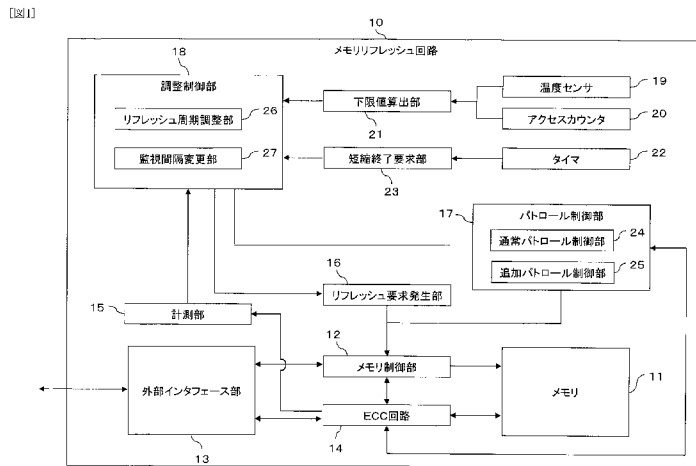 [図1]
10
メモリリフレッシュ回路
18
調整制御部
リフレッシュ周期調整部
26
監視間隔変更部
27
下限値算出部
21
温度センサ
19
アクセスカウンタ
20
短縮終了要求部
23
タイマ
22
17
パトロール制御部
通常パトロール制御部
24
追加パトロール制御部
25
16
リフレッシュ要求発生部
15
計測部
12
メモリ制御部
外部インタフェース部
13
ECC回路
14
メモリ
11